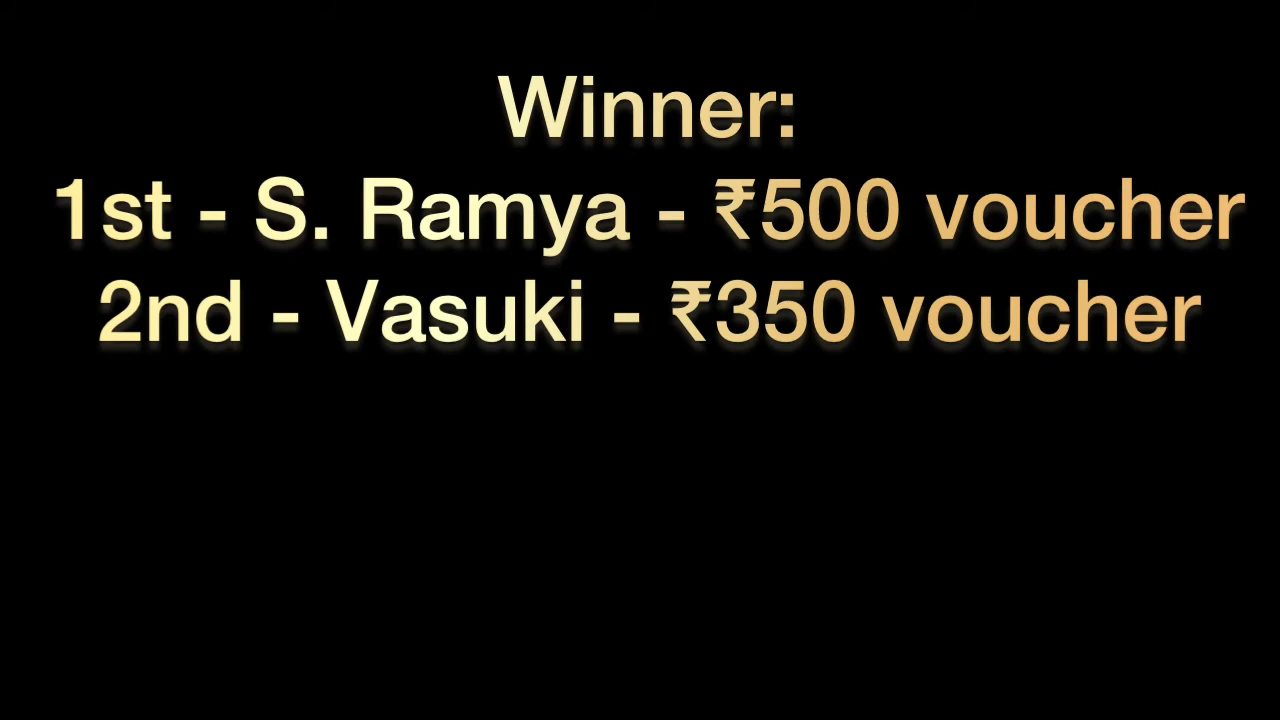 Winner:
1st - S. Ramya - ₹500 voucher
2nd - Vasuki - ₹350 voucher